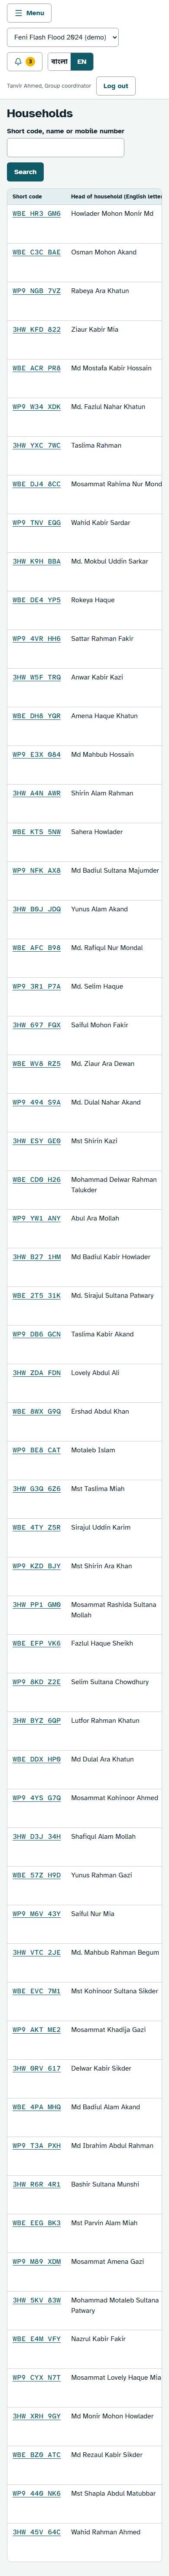 Menu
Feni Flash Flood 2024 (demo)
3
বাংলা EN
Tanvir Ahmed, Group coordinator
Log out
Households
Short code, name or mobile number
Search
Short code Head of household (English letter
WBE HR3 GM6 Howlader Mohon Monir Md
WBE C3C BAE Osman Mohon Akand
WP9 NGB 7VZ Rabeya Ara Khatun
3HW KFD 822 Ziaur Kabir Mia
WBE ACR PR8 Md Mostafa Kabir Hossain
WP9 W34 XDK Md. Fazlul Nahar Khatun
3HW YXC 7WC Taslima Rahman
WBE DJ4 8CC Mosammat Rahima Nur Mond
WP9 TNV EQG Wahid Kabir Sardar
3HW K9H BBA Md. Mokbul Uddin Sarkar
WBE DE4 YP5 Rokeya Haque
WP9 4VR HH6 Sattar Rahman Fakir
3HW W5F TRQ Anwar Kabir Kazi
WBE DH8 YQR Amena Haque Khatun
WP9 E3X 084 Md Mahbub Hossain
3HW A4N AWR Shirin Alam Rahman
WBE KTS 5NW Sahera Howlader
WP9 NFK AX8 Md Badiul Sultana Majumder
3HW B0J JDQ Yunus Alam Akand
WBE AFC B98 Md. Rafiqul Nur Mondal
WP9 3R1 P7A Md. Selim Haque
3HW 697 FQX Saiful Mohon Fakir
WBE WV8 RZ5 Md. Ziaur Ara Dewan
WP9 494 S9A Md. Dulal Nahar Akand
3HW ESY GE0 Mst Shirin Kazi
WBE CD0 H26 Mohammad Delwar Rahman
Talukder
WP9 YW1 ANY Abul Ara Mollah
3HW B27 1HM Md Badiul Kabir Howlader
WBE 2T5 31K Md. Sirajul Sultana Patwary
WP9 DB6 GCN Taslima Kabir Akand
3HW ZDA FDN Lovely Abdul Ali
WBE 8WX G9Q Ershad Abdul Khan
WP9 BE8 CAT Motaleb Islam
3HW G3Q 6Z6 Mst Taslima Miah
WBE 4TY Z5R Sirajul Uddin Karim
WP9 KZD BJY Mst Shirin Ara Khan
3HW PP1 GM0 Mosammat Rashida Sultana
Mollah
WBE EFP VK6 Fazlul Haque Sheikh
WP9 8KD Z2E Selim Sultana Chowdhury
3HW BYZ 6QP Lutfor Rahman Khatun
WBE DDX HP0 Md Dulal Ara Khatun
WP9 4YS G7Q Mosammat Kohinoor Ahmed
3HW D3J 34H Shafiqul Alam Mollah
WBE 57Z H9D Yunus Rahman Gazi
WP9 M6V 43Y Saiful Nur Mia
3HW VTC 2JE Md. Mahbub Rahman Begum
WBE EVC 7M1 Mst Kohinoor Sultana Sikder
WP9 AKT ME2 Mosammat Khadija Gazi
3HW 0RV 617 Delwar Kabir Sikder
WBE 4PA MHQ Md Badiul Alam Akand
WP9 T3A PXH Md Ibrahim Abdul Rahman
3HW R6R 4R1 Bashir Sultana Munshi
WBE EEG BK3 Mst Parvin Alam Miah
WP9 M89 XDM Mosammat Amena Gazi
3HW 5KV 83W Mohammad Motaleb Sultana
Patwary
WBE E4M VFY Nazrul Kabir Fakir
WP9 CYX N7T Mosammat Lovely Haque Mia
3HW XRH 9GY Md Monir Mohon Howlader
WBE BZ0 ATC Md Rezaul Kabir Sikder
WP9 440 NK6 Mst Shapla Abdul Matubbar
3HW 45V 64C Wahid Rahman Ahmed